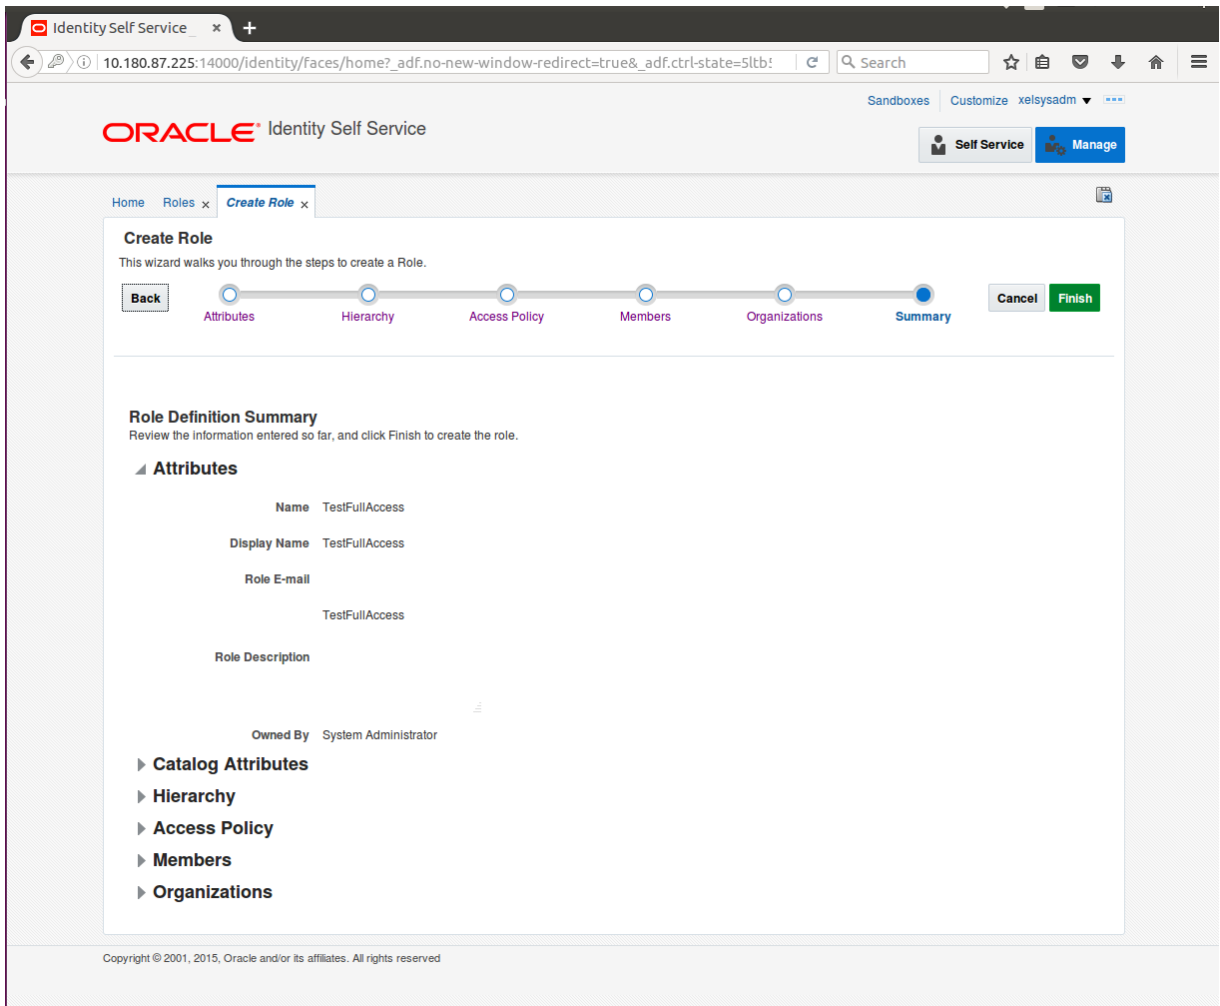 Identity Self Service_ × +
10.180.87.225:14000/identity/faces/home?_adf.no-new-window-redirect=true&_adf.ctrl-state=5ltb Search
Sandboxes Customize xelsysadm
ORACLE Identity Self Service
Self Service Manage
Home Roles × Create Role ×
Create Role
This wizard walks you through the steps to create a Role.
Back Cancel Finish
Attributes Hierarchy Access Policy Members Organizations Summary
Role Definition Summary
Review the information entered so far, and click Finish to create the role.
Attributes
Name TestFullAccess
Display Name TestFullAccess
Role E-mail
TestFullAccess
Role Description
Owned By System Administrator
Catalog Attributes
Hierarchy
Access Policy
Members
Organizations
Copyright © 2001, 2015, Oracle and/or its affiliates. All rights reserved